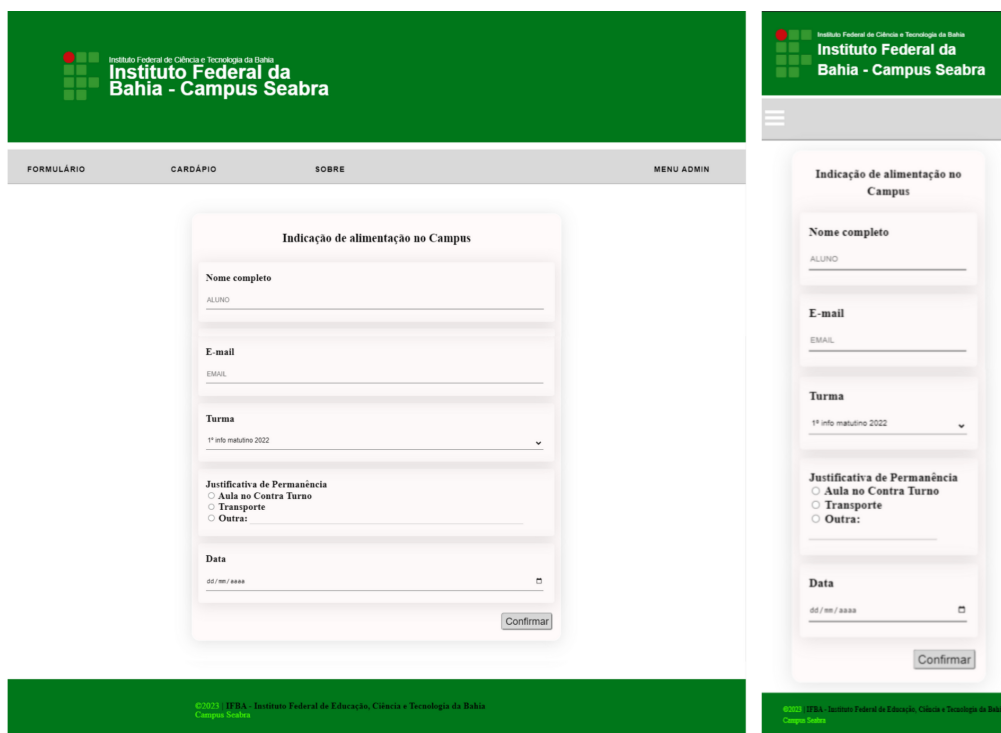 Instituto Federal de Ciência e Tecnologia da Bahia
Instituto Federal da
Bahia - Campus Seabra
FORMULÁRIO CARDÁPIO SOBRE MENU ADMIN
Indicação de alimentação no Campus
Nome completo
ALUNO
E-mail
EMAIL
Turma
1º info matutino 2022
Justificativa de Permanência
Aula no Contra Turno
Transporte
Outra:
Data
dd/mm/aaaa
Confirmar
©2023 IFBA - Instituto Federal de Educação, Ciência e Tecnologia da Bahia
Campus Seabra
Instituto Federal de Ciência e Tecnologia da Bahia
Instituto Federal da
Bahia - Campus Seabra
Indicação de alimentação no
Campus
Nome completo
ALUNO
E-mail
EMAIL
Turma
1º info matutino 2022
Justificativa de Permanência
Aula no Contra Turno
Transporte
Outra:
Data
dd/mm/aaaa
Confirmar
©2023 IFBA - Instituto Federal de Educação, Ciência e Tecnologia da Bahi
Campus Seabra